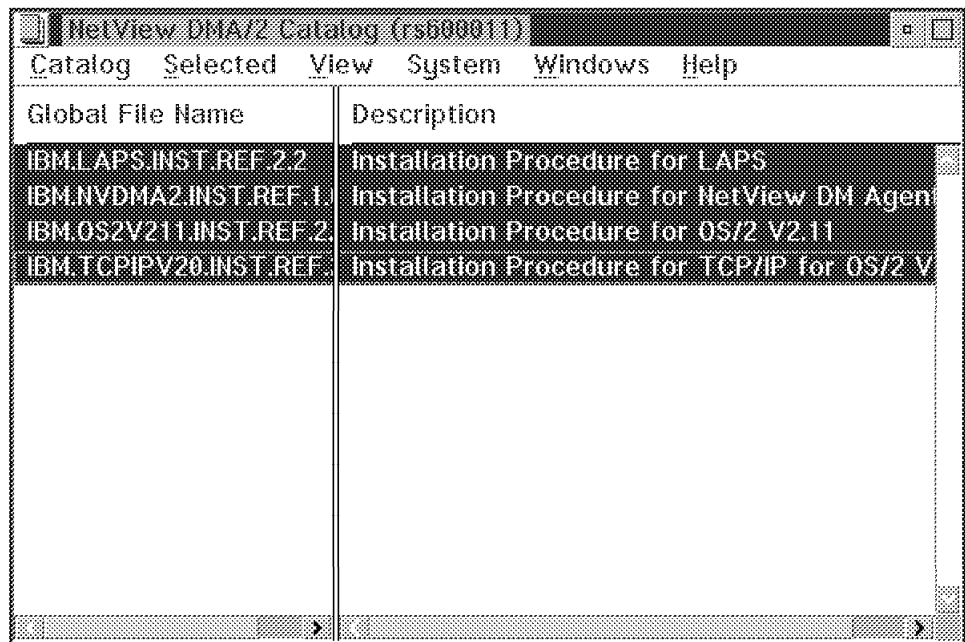 NetView DMA/2 Catalog (rs600011)
Catalog Selected View System Windows Help
Global File Name Description
IBM.LAPS.INST.REF.2.2 Installation Procedure for LAPS
IBM.NVDMA2.INST.REF.1. Installation Procedure for NetView DM Agent
IBM.OS2V211.INST.REF.2. Installation Procedure for OS/2 V2.11
IBM.TCPIPV20.INST.REF. Installation Procedure for TCP/IP for OS/2 V